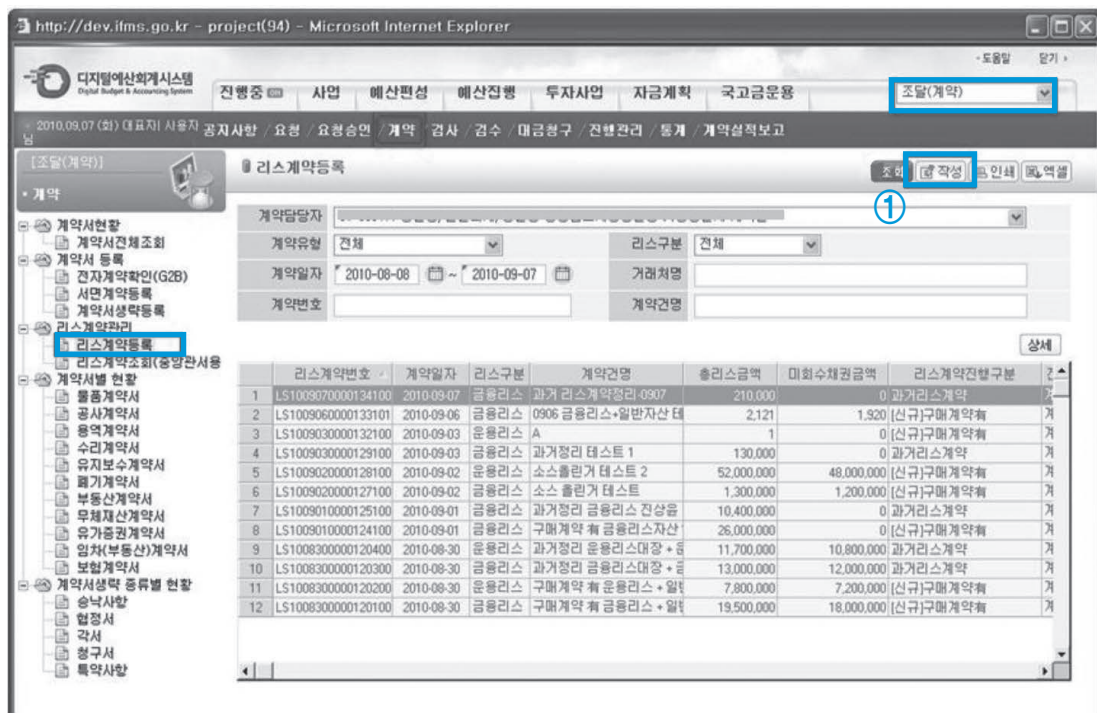 http://dev.ifms.go.kr - project(94) - Microsoft Internet Explorer
도움말 닫기
디지털예산회계시스템
Digital Budget & Accounting System
진행중 사업 예산편성 예산집행 투자사업 자금계획 국고금운용 조달(계약)
2010,09,07 (화) 대표자| 사용자님
공지사항 / 요청 / 요청승인 / 계약 / 검사 / 검수 / 대금청구 / 진행관리 / 통계 / 계약실적보고
[조달(계약)]
계약
리스계약등록
조회 작성 인쇄 엑셀
①
계약담당자
계약유형 전체 리스구분 전체
계약일자 2010-08-08 ~ 2010-09-07 거래처명
계약번호 계약건명
상세
계약서현황
계약서전체조회
계약서 등록
전자계약확인(G2B)
서면계약등록
계약서생략등록
리스계약관리
리스계약등록
리스계약조회(중앙관서용
계약서별 현황
물품계약서
공사계약서
용역계약서
수리계약서
유지보수계약서
폐기계약서
부동산계약서
무체재산계약서
유가증권계약서
임차(부동산)계약서
보험계약서
계약서생략 종류별 현황
승낙사항
협정서
각서
청구서
특약사항
리스계약번호 계약일자 리스구분 계약건명 총리스금액 미회수채권금액 리스계약진행구분
1 LS1009070000134100 2010-09-07 금융리스 과거 리스계약정리-0907 210,000 0 과거리스계약
2 LS1009060000133101 2010-09-06 금융리스 0906 금융리스+일반자산 테 2,121 1,920 [신규]구매계약有 계
3 LS1009030000132100 2010-09-03 운용리스 A 1 0 [신규]구매계약有 계
4 LS1009030000129100 2010-09-03 금융리스 과거정리 테스트 1 130,000 0 과거리스계약 계
5 LS1009020000128100 2010-09-02 운용리스 소스올린거 테스트 2 52,000,000 48,000,000 [신규]구매계약有 계
6 LS1009020000127100 2010-09-02 금융리스 소스 올린거 테스트 1,300,000 1,200,000 [신규]구매계약有 계
7 LS1009010000125100 2010-09-01 금융리스 과거정리 금융리스 진상윤 10,400,000 0 과거리스계약 계
8 LS1009010000124100 2010-09-01 금융리스 구매계약 有 금융리스자산 26,000,000 0 [신규]구매계약有 계
9 LS1008300000120400 2010-08-30 운용리스 과거정리 운용리스대장 + 운 11,700,000 10,800,000 과거리스계약 계
10 LS1008300000120300 2010-08-30 금융리스 과거정리 금융리스대장 + 금 13,000,000 12,000,000 과거리스계약 계
11 LS1008300000120200 2010-08-30 운용리스 구매계약 有 운용리스 + 일반 7,800,000 7,200,000 [신규]구매계약有 계
12 LS1008300000120100 2010-08-30 금융리스 구매계약 有 금융리스 + 일반 19,500,000 18,000,000 [신규]구매계약有 계